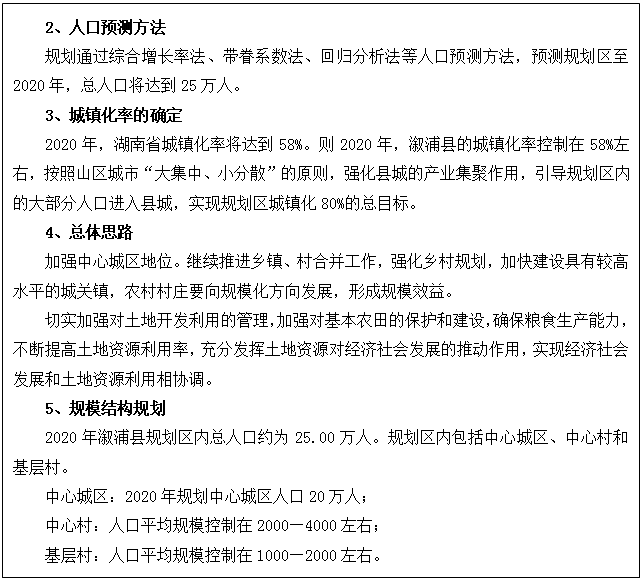 2、人口预测方法
规划通过综合增长率法、带眷系数法、回归分析法等人口预测方法，预测规划区至
2020年，总人口将达到25万人。
3、城镇化率的确定
2020年，湖南省城镇化率将达到58%。则2020年，溆浦县的城镇化率控制在58%左
右，按照山区城市“大集中、小分散”的原则，强化县城的产业集聚作用，引导规划区内
的大部分人口进入县城，实现规划区城镇化80%的总目标。
4、总体思路
加强中心城区地位。继续推进乡镇、村合并工作，强化乡村规划，加快建设具有较高
水平的城关镇，农村村庄要向规模化方向发展，形成规模效益。
切实加强对土地开发利用的管理，加强对基本农田的保护和建设，确保粮食生产能力，
不断提高土地资源利用率，充分发挥土地资源对经济社会发展的推动作用，实现经济社会
发展和土地资源利用相协调。
5、规模结构规划
2020年溆浦县规划区内总人口约为25.00万人。规划区内包括中心城区、中心村和
基层村。
中心城区：2020年规划中心城区人口20万人；
中心村：人口平均规模控制在2000—4000左右；
基层村：人口平均规模控制在1000—2000左右。